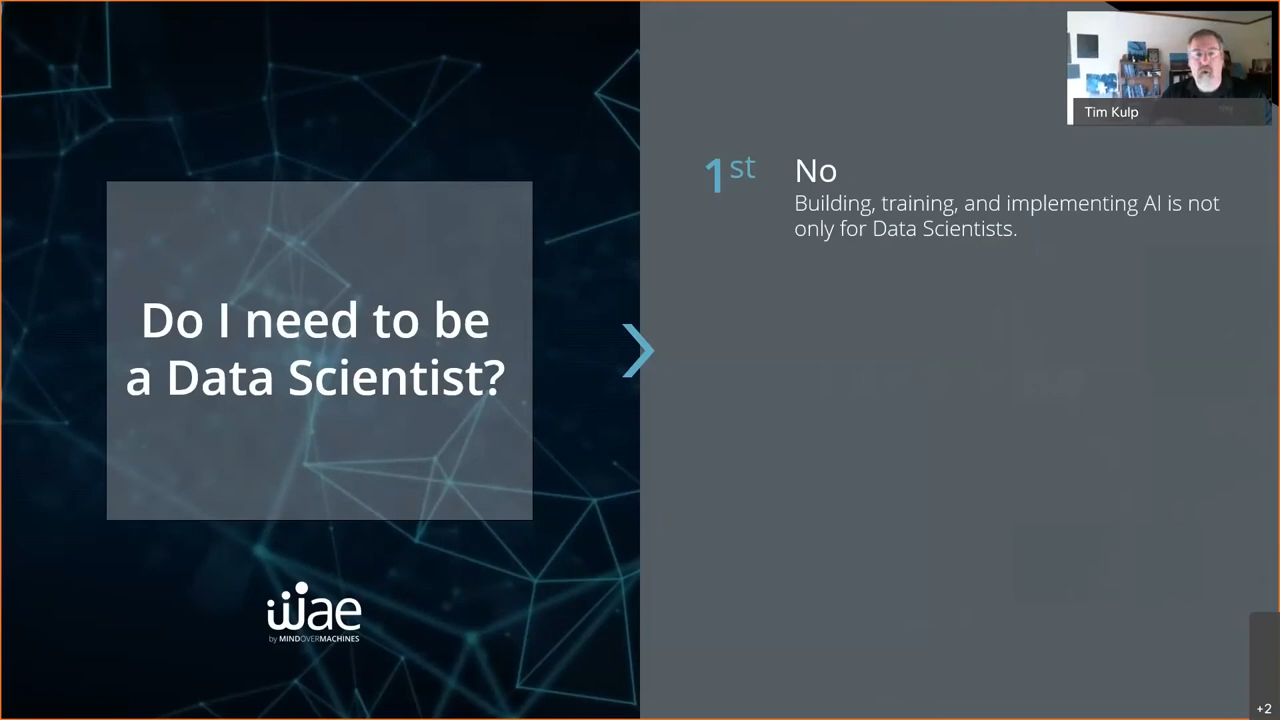 Tim Kulp
Do I need to be
a Data Scientist?
1st
No
Building, training, and implementing AI is not
only for Data Scientists.
wae
by MINDOVERMACHINES
+2